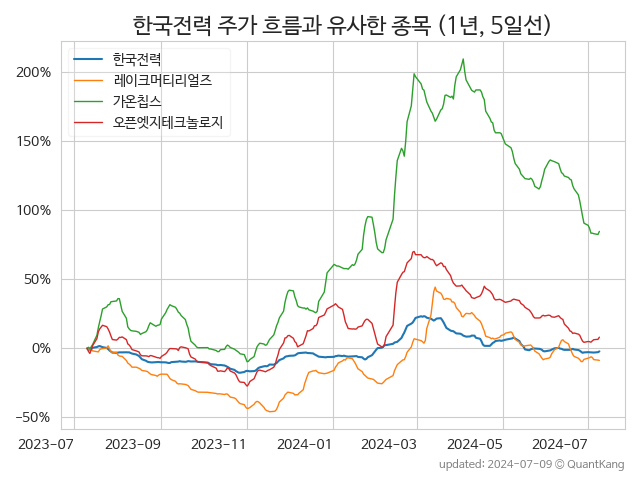 한국전력 주가 흐름과 유사한 종목 (1년, 5일선)
한국전력
레이크머티리얼즈
가온칩스
오픈엣지테크놀로지
200%
150%
100%
50%
0%
−50%
2023−07 2023−09 2023−11 2024−01 2024−03 2024−05 2024−07
updated: 2024-07-09 © QuantKang